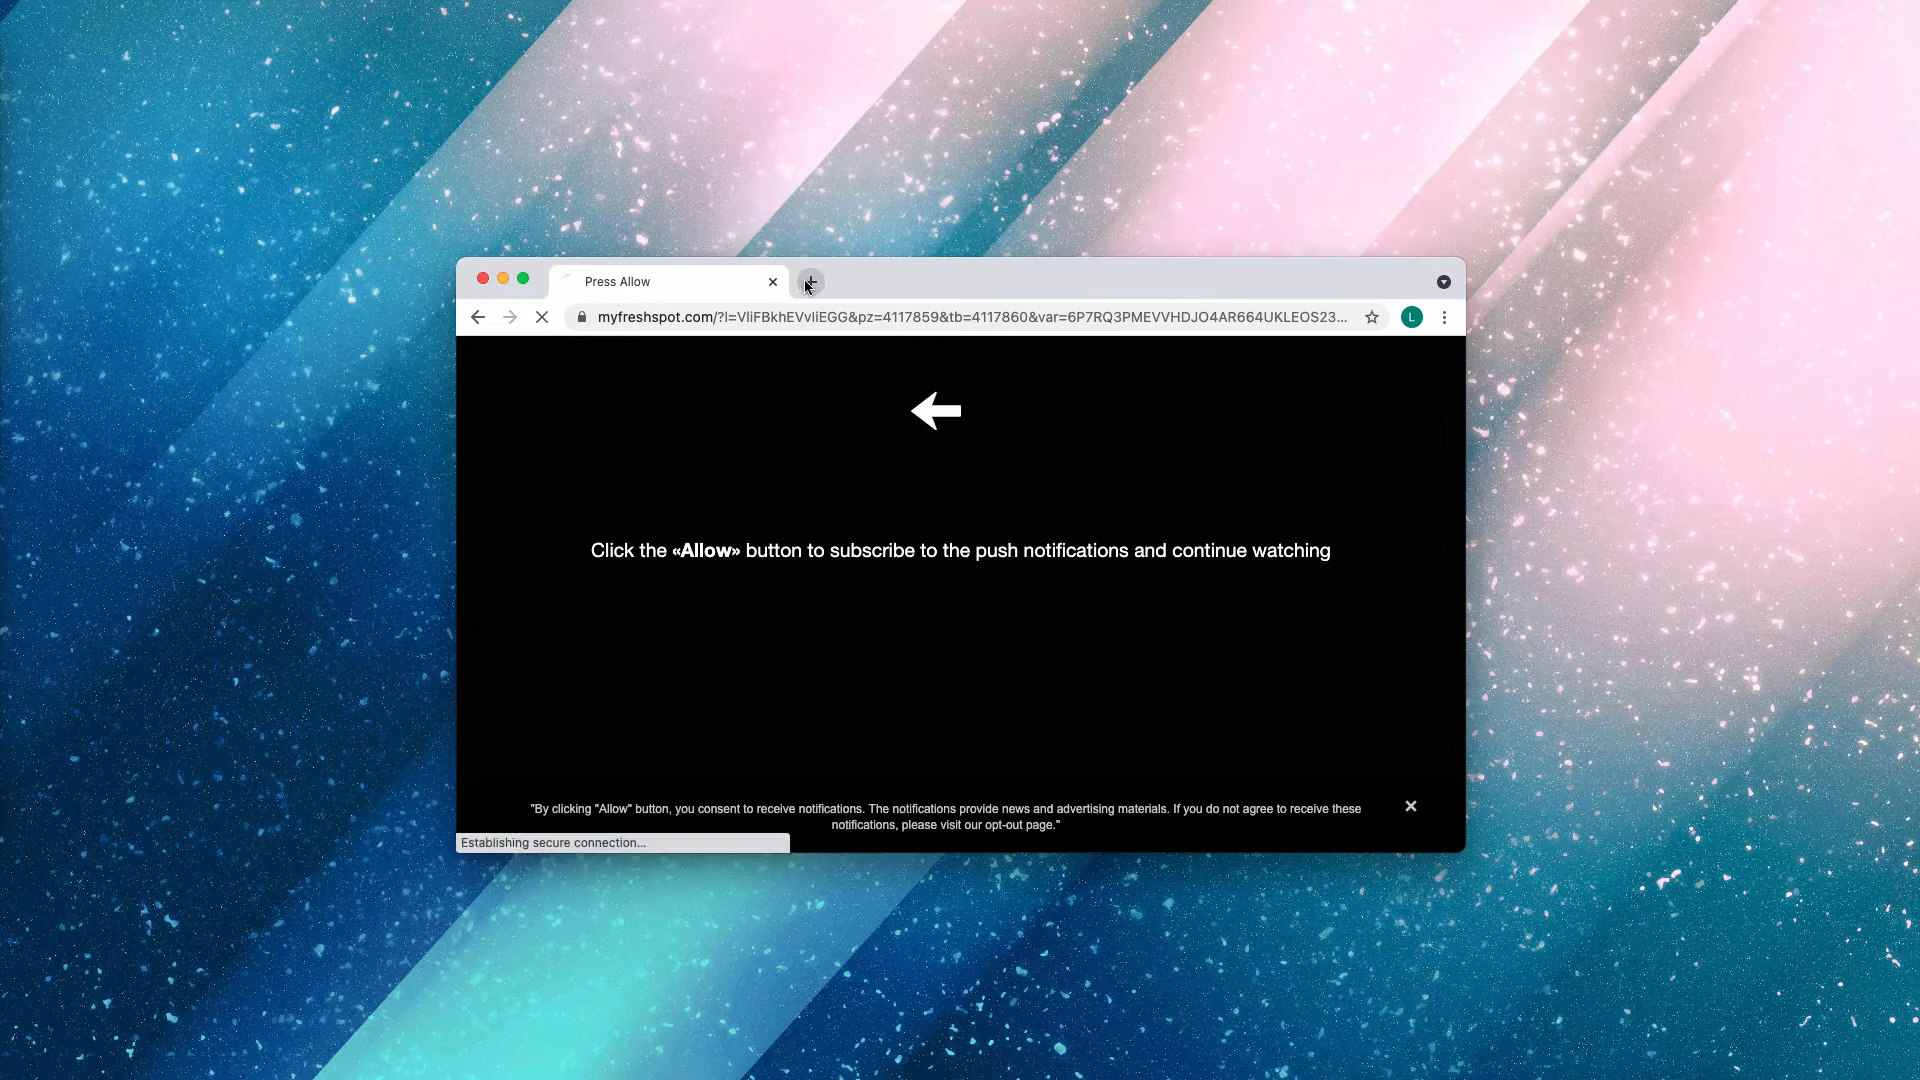 Press Allow
myfreshspot.com/?l=VliFBkhEVvliEGG&pz=4117859&tb=4117860&var=6P7RQ3PMEVVHDJO4AR664UKLEOS23...
L
Click the «Allow» button to subscribe to the push notifications and continue watching
"By clicking "Allow" button, you consent to receive notifications. The notifications provide news and advertising materials. If you do not agree to receive these
notifications, please visit our opt-out page."
Establishing secure connection...